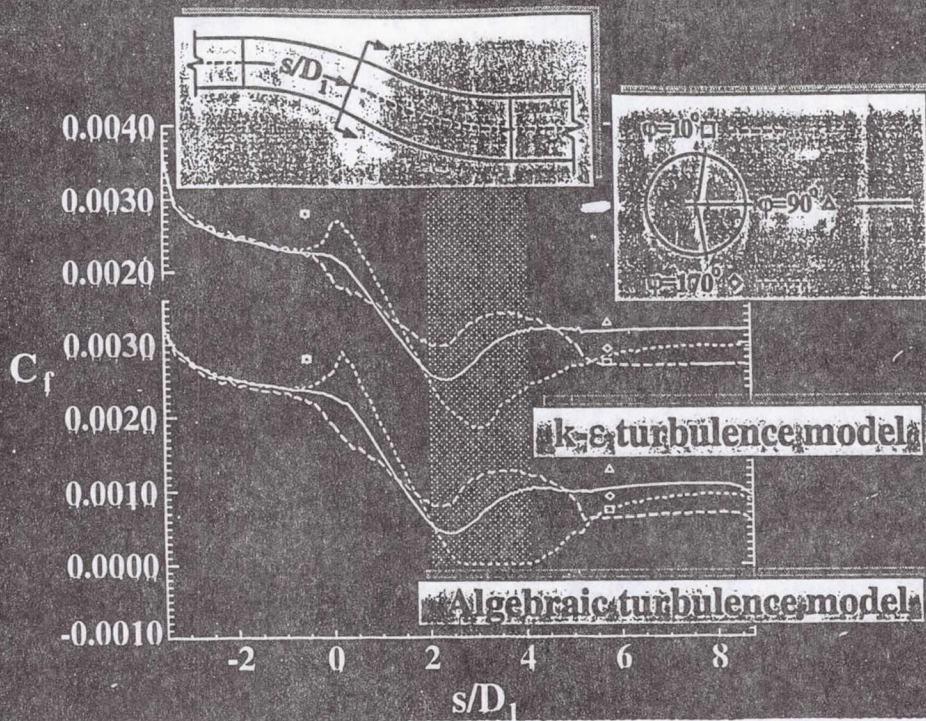 s/D1
φ=10°
φ=90°
φ=170°
0.0040
0.0030
0.0020
0.0030
0.0020
0.0010
0.0000
-0.0010
Cf
k-ε turbulence model
Algebraic turbulence model
-2 0 2 4 6 8
s/D1